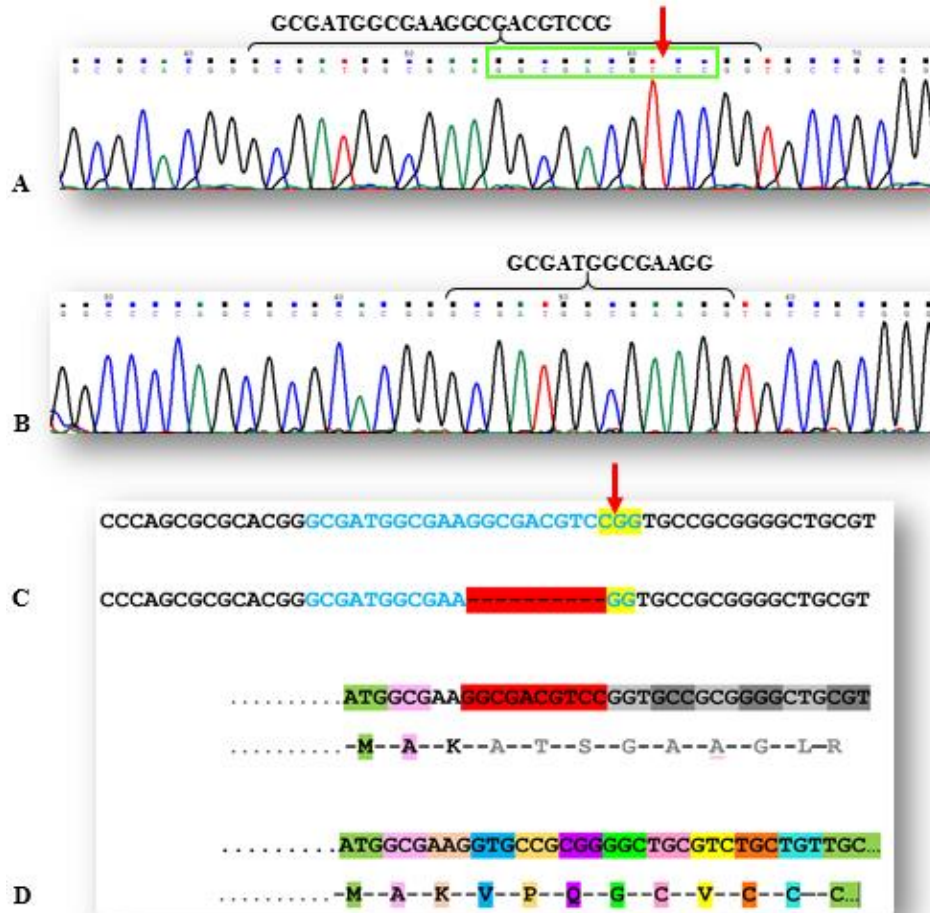 GCGATGGCGAAGGCGACGTCCG
A
GCGATGGCGAAGG
B
CCCAGCGCGCACGGGCGATGGCGAAGGCGACGTCCGGTGCCGCGGGGCTGCGT
C
CCCAGCGCGCACGGGCGATGGCGAA----------GGTGCCGCGGGGCTGCGT
.........ATGGCGAAGGCGACGTCCGGTGCCGCGGGGCTGCGT
.........-M--A--K--A--T--S--G--A--A--G--L--R
.........ATGGCGAAGGTGCCGCGGGGCTGCGTCTGCTGTTGC...
D
-M--A--K--V--P--Q--G--C--V--C--C--C...